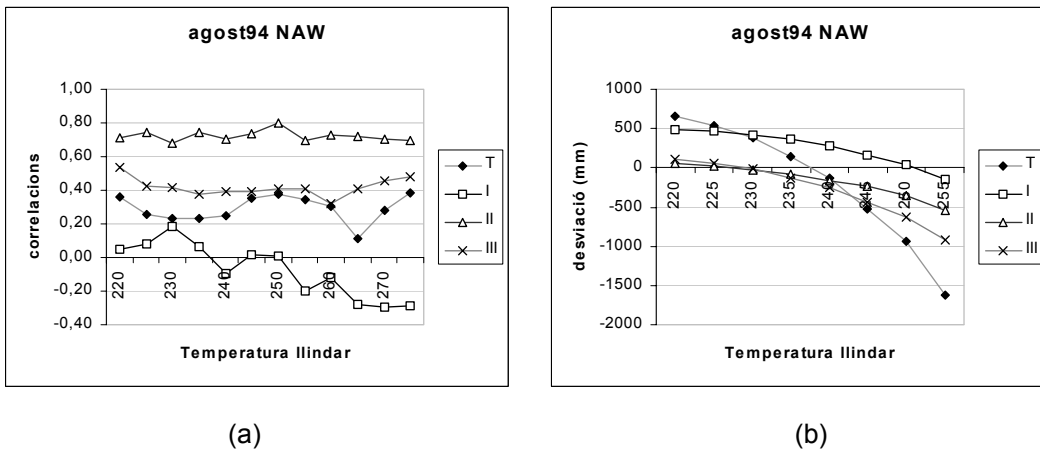 agost94 NAW
1,00
0,80
0,60
0,40
0,20
0,00
-0,20
-0,40
correlacions
220
230
240
250
260
270
Temperatura llindar
T
I
II
III
(a)
agost94 NAW
1000
500
0
-500
-1000
-1500
-2000
desviació (mm)
220
225
230
235
240
245
250
255
Temperatura llindar
T
I
II
III
(b)